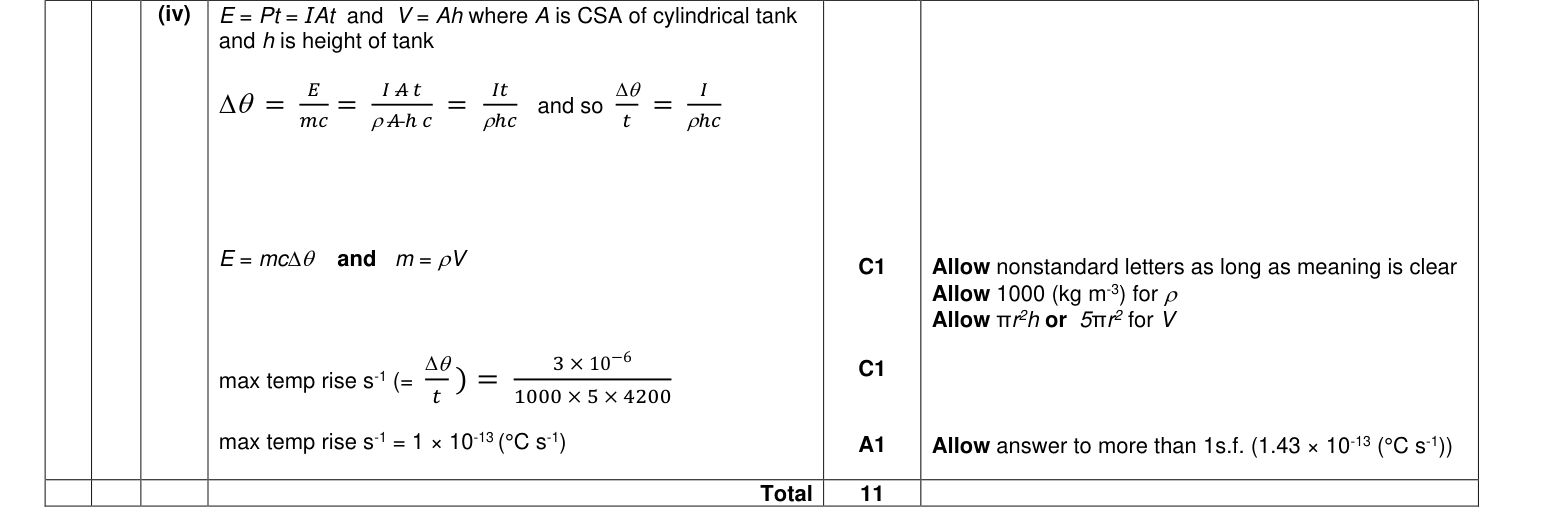 (iv) E = Pt = IAt and V = Ah where A is CSA of cylindrical tank
and h is height of tank
Δθ = E/mc = I A t/ρ A h c = It/ρhc and so Δθ/t = I/ρhc
E = mcΔθ and m = ρV C1 Allow nonstandard letters as long as meaning is clear
Allow 1000 (kg m⁻³) for ρ
Allow πr²h or 5πr² for V
max temp rise s⁻¹ (= Δθ/t) = 3 × 10⁻⁶/1000 × 5 × 4200 C1
max temp rise s⁻¹ = 1 × 10⁻¹³ (°C s⁻¹) A1 Allow answer to more than 1s.f. (1.43 × 10⁻¹³ (°C s⁻¹))
Total 11